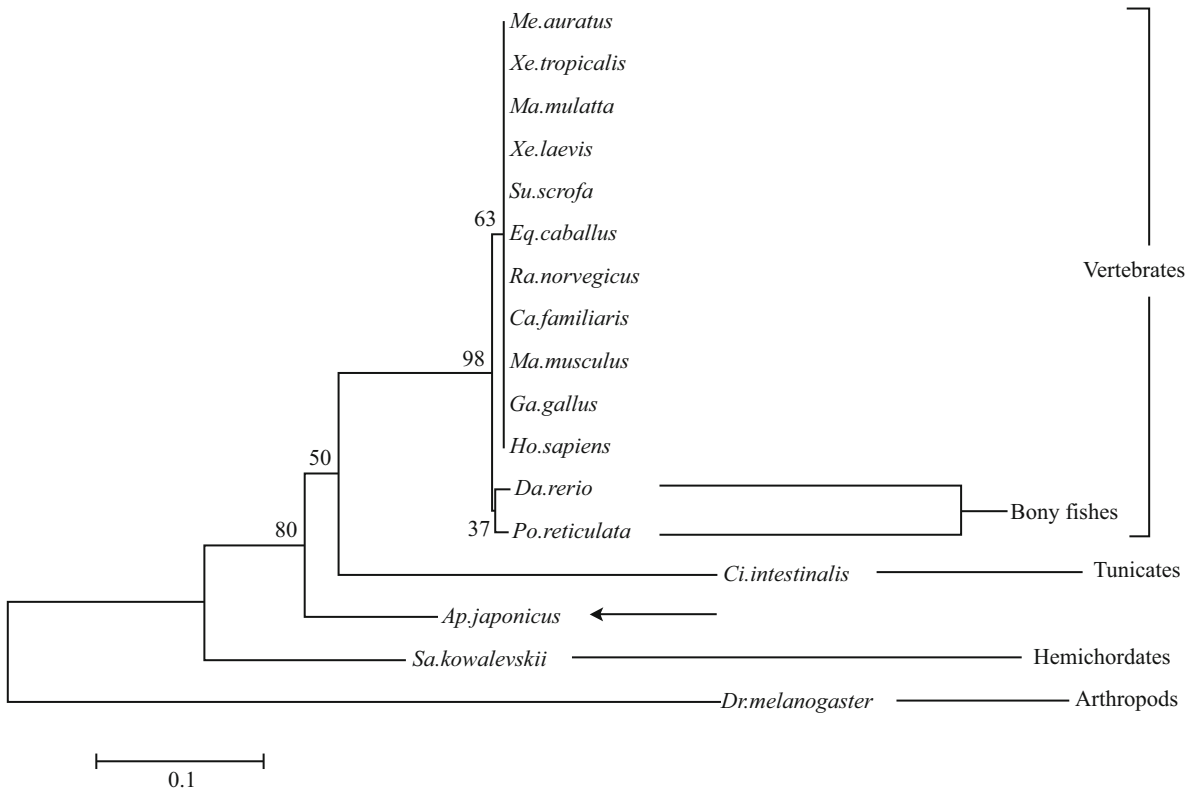 Me.auratus
Xe.tropicalis
Ma.mulatta
Xe.laevis
Su.scrofa
63
Eq.caballus
Vertebrates
Ra.norvegicus
Ca.familiaris
98
Ma.musculus
Ga.gallus
Ho.sapiens
50
Da.rerio
Bony fishes
80
37
Po.reticulata
Ci.intestinalis
Tunicates
Ap.japonicus
Sa.kowalevskii
Hemichordates
Dr.melanogaster
Arthropods
0.1